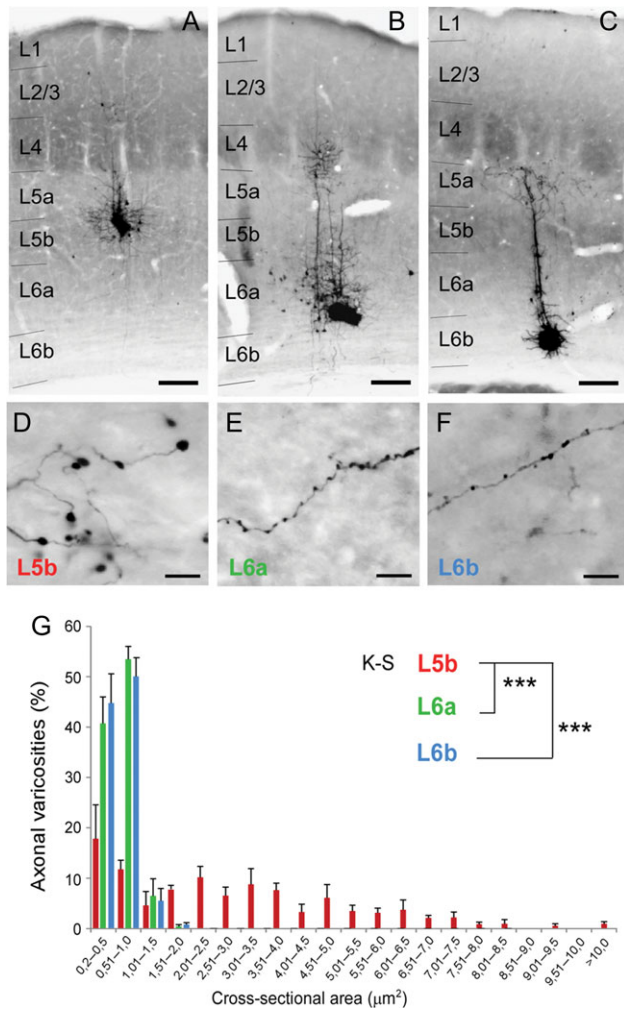 A
L1
L2/3
L4
L5a
L5b
L6a
L6b
B
L1
L2/3
L4
L5a
L5b
L6a
L6b
C
L1
L2/3
L4
L5a
L5b
L6a
L6b
D
L5b
E
L6a
F
L6b
G
60
50
40
30
20
10
0
Axonal varicosities (%)
K-S L5b
L6a
L6b
***
***
0,2–0,5
0,51–1,0
1,01–1,5
1,51–2,0
2,01–2,5
2,51–3,0
3,01–3,5
3,51–4,0
4,01–4,5
4,51–5,0
5,01–5,5
5,51–6,0
6,01–6,5
6,51–7,0
7,01–7,5
7,51–8,0
8,01–8,5
8,51–9,0
9,01–9,5
9,51–10,0
>10,0
Cross-sectional area (μm²)